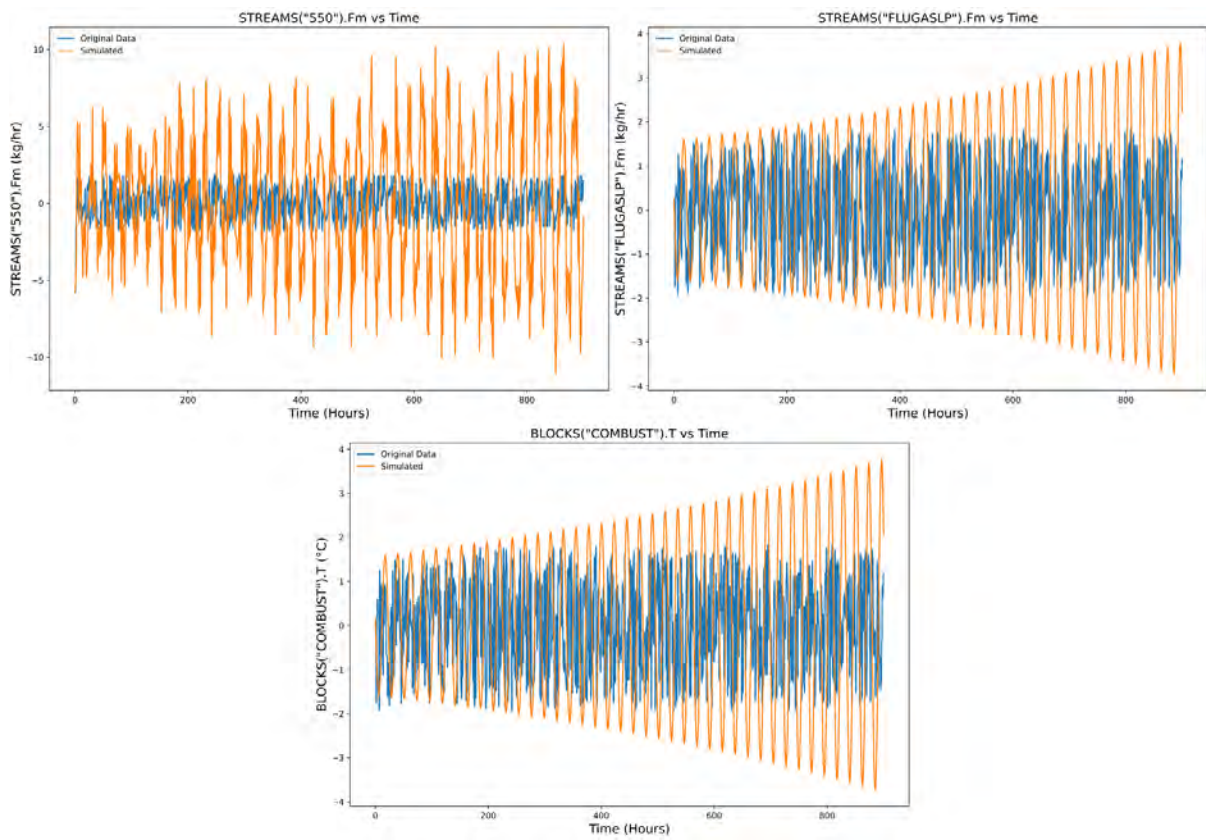 STREAMS("550").Fm vs Time
Original Data
Simulated
10
5
0
−5
−10
STREAMS("550").Fm (kg/hr)
0
200
400
600
800
Time (Hours)
STREAMS("FLUGASLP").Fm vs Time
Original Data
Simulated
4
3
2
1
0
−1
−2
−3
−4
STREAMS("FLUGASLP").Fm (kg/hr)
0
200
400
600
800
Time (Hours)
BLOCKS("COMBUST").T vs Time
Original Data
Simulated
4
3
2
1
0
−1
−2
−3
−4
BLOCKS("COMBUST").T (°C)
0
200
400
600
800
Time (Hours)